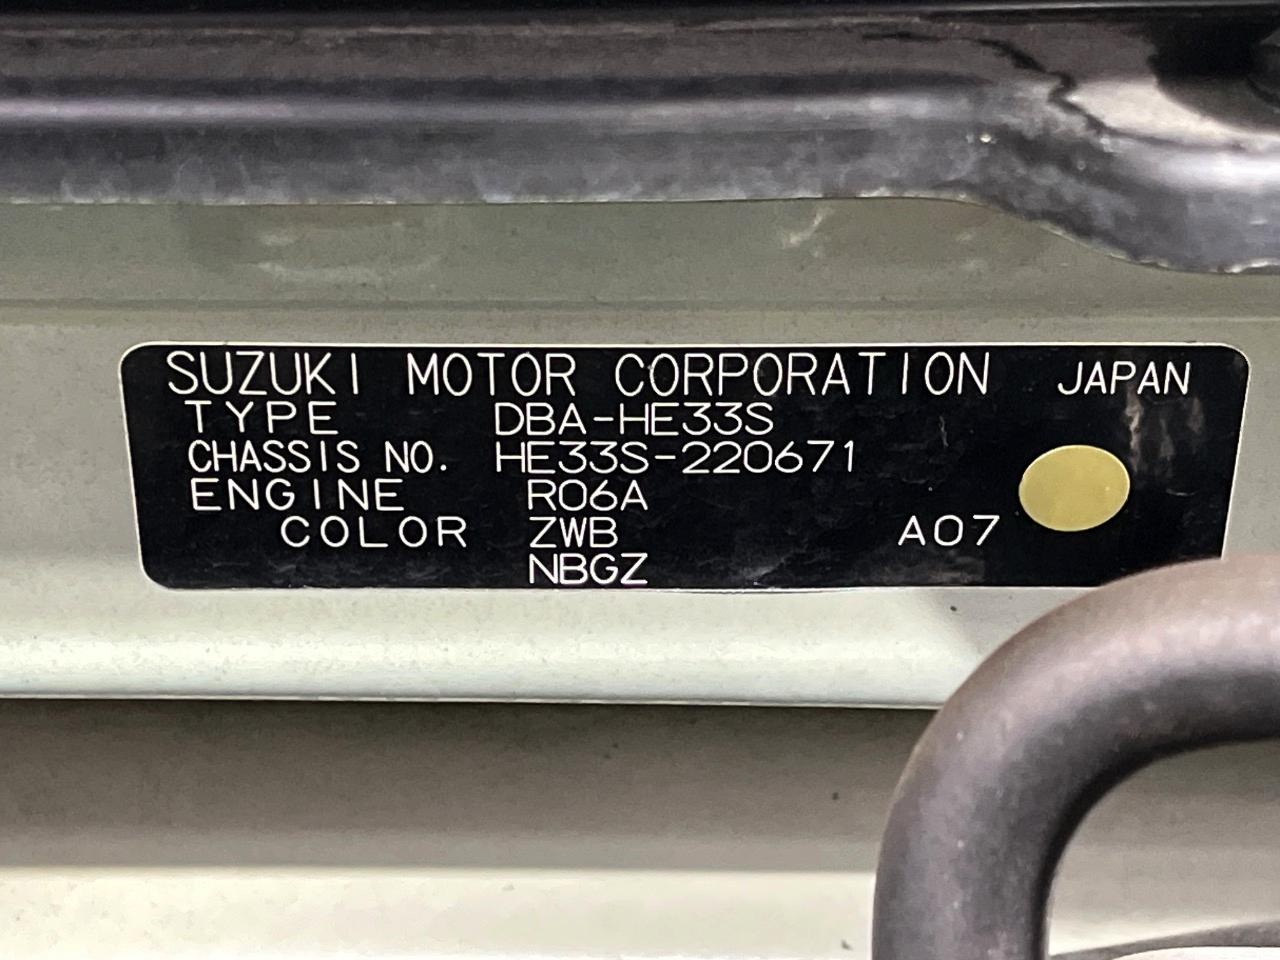 SUZUKI MOTOR CORPORATION JAPAN
TYPE DBA-HE33S
CHASSIS NO. HE33S-220671
ENGINE R06A
COLOR ZWB A07
NBGZ